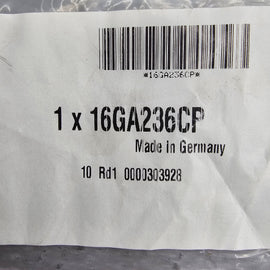 *16GA236CP*
1 x 16GA236CP
Made in Germany
10 Rd1 0000303928